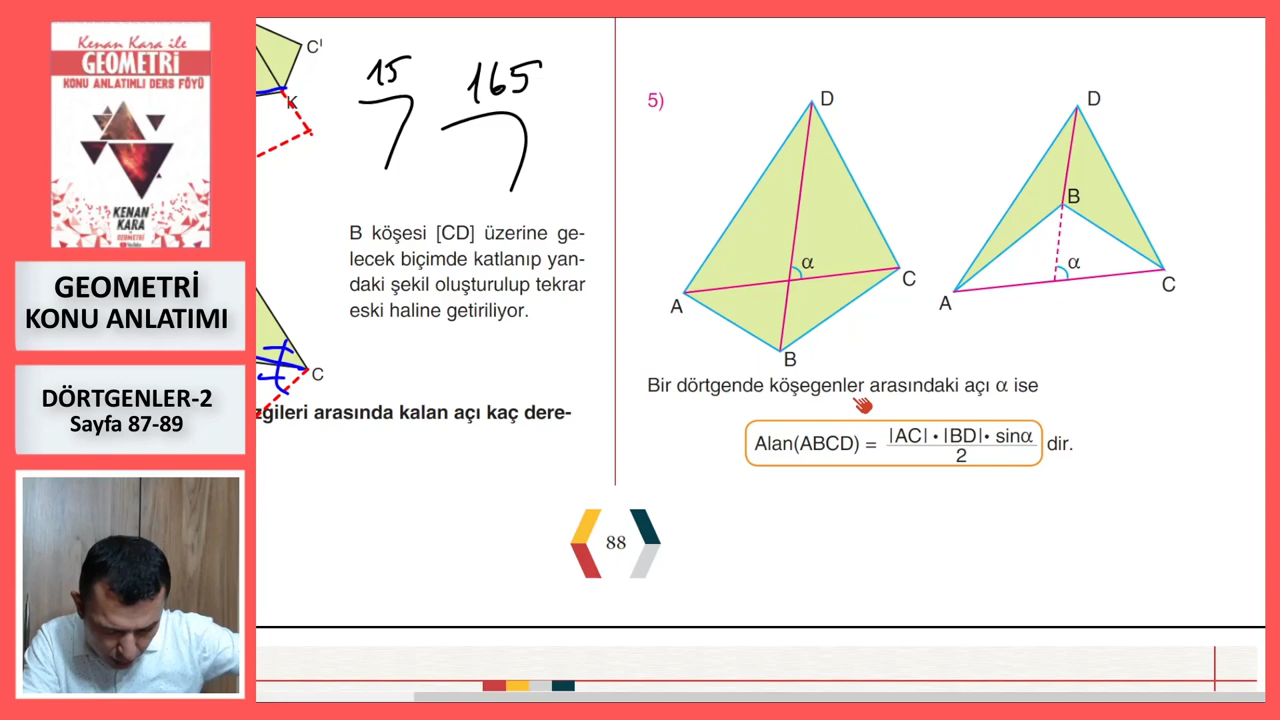 Kenan Kara ile
GEOMETRİ
KONU ANLATIMLI DERS FÖYÜ
KENAN
KARA
GEOMETRİ
KONU ANLATIMI
DÖRTGENLER-2
Sayfa 87-89
C'
K
15
165
B köşesi [CD] üzerine ge-
lecek biçimde katlanıp yan-
daki şekil oluşturulup tekrar
eski haline getiriliyor.
C
zgileri arasında kalan açı kaç dere-
5)
D
α
A
C
B
D
B
α
A
C
Bir dörtgende köşegenler arasındaki açı α ise
Alan(ABCD) = |AC| • |BD| • sinα / 2 dir.
88